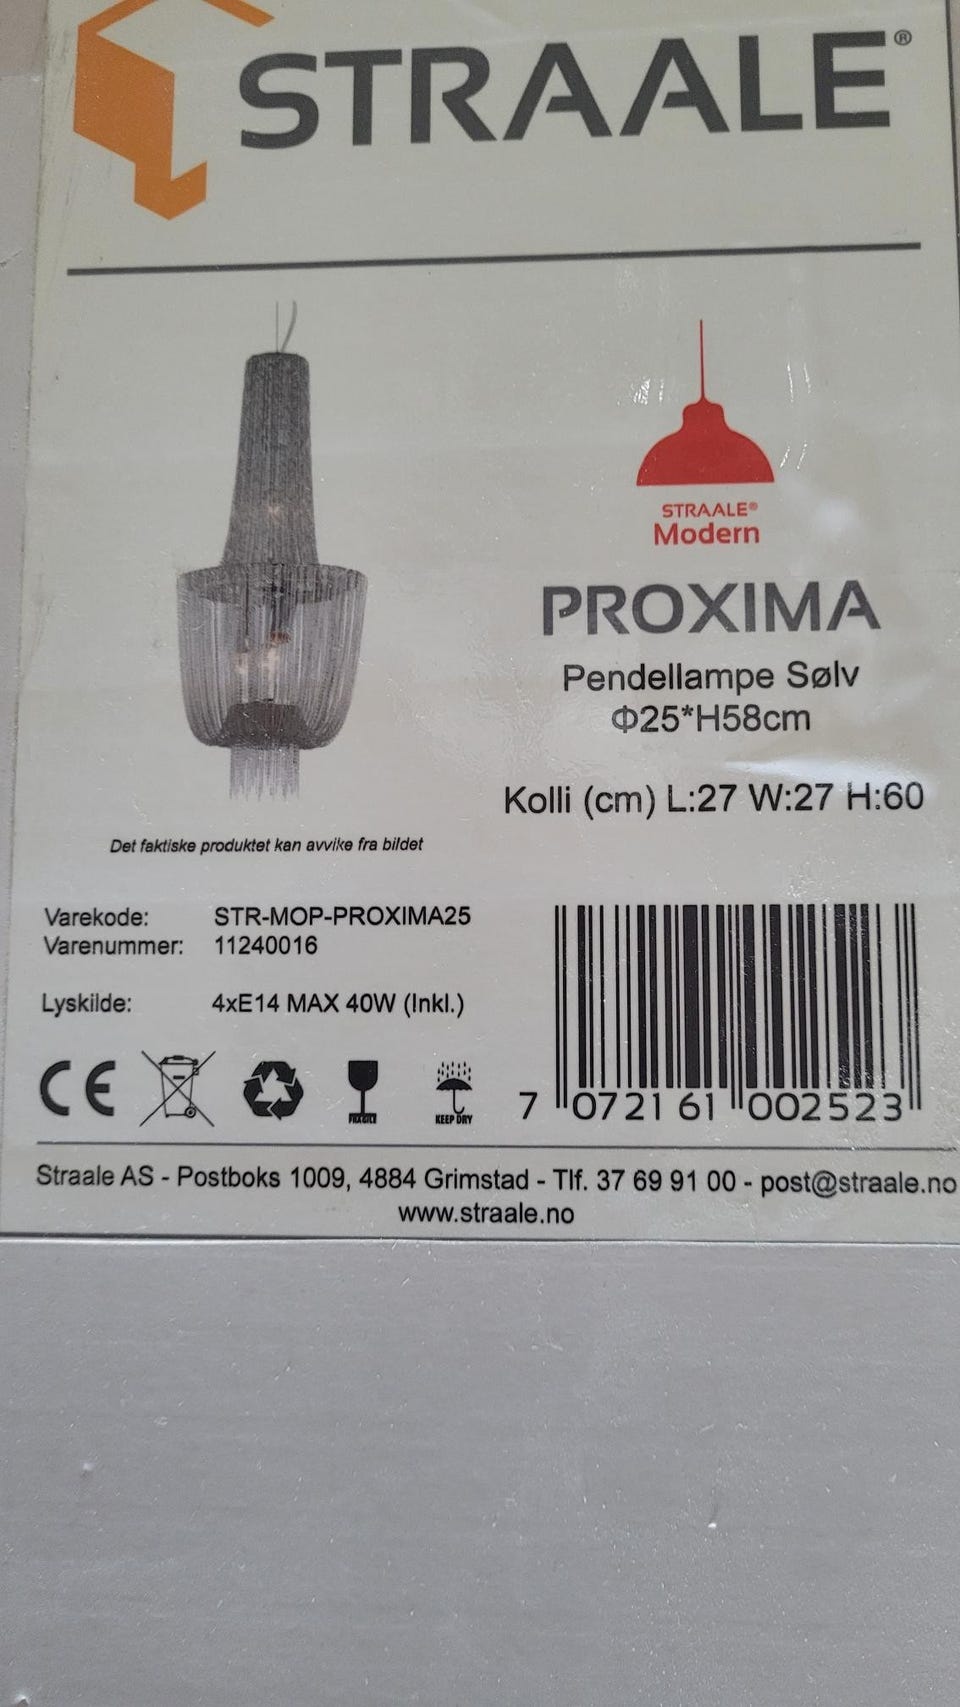 STRAALE®
STRAALE®
Modern
PROXIMA
Pendellampe Sølv
Φ25*H58cm
Kolli (cm) L:27 W:27 H:60
Det faktiske produktet kan avvike fra bildet
Varekode: STR-MOP-PROXIMA25
Varenummer: 11240016
Lyskilde: 4xE14 MAX 40W (Inkl.)
CE
FRAGILE
KEEP DRY
7 072161 002523
Straale AS - Postboks 1009, 4884 Grimstad - Tlf. 37 69 91 00 - post@straale.no
www.straale.no